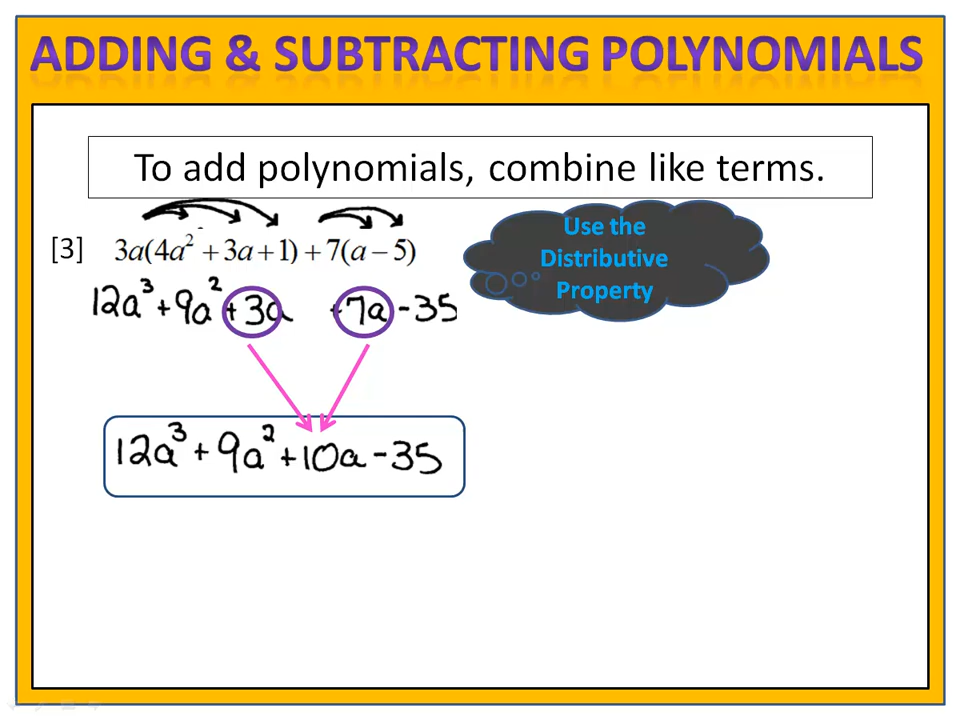 ADDING & SUBTRACTING POLYNOMIALS
To add polynomials, combine like terms.
[3] 3a(4a² + 3a + 1) + 7(a − 5)
Use the
Distributive
Property
12a³ + 9a² + 3a + 7a - 35
12a³ + 9a² + 10a - 35